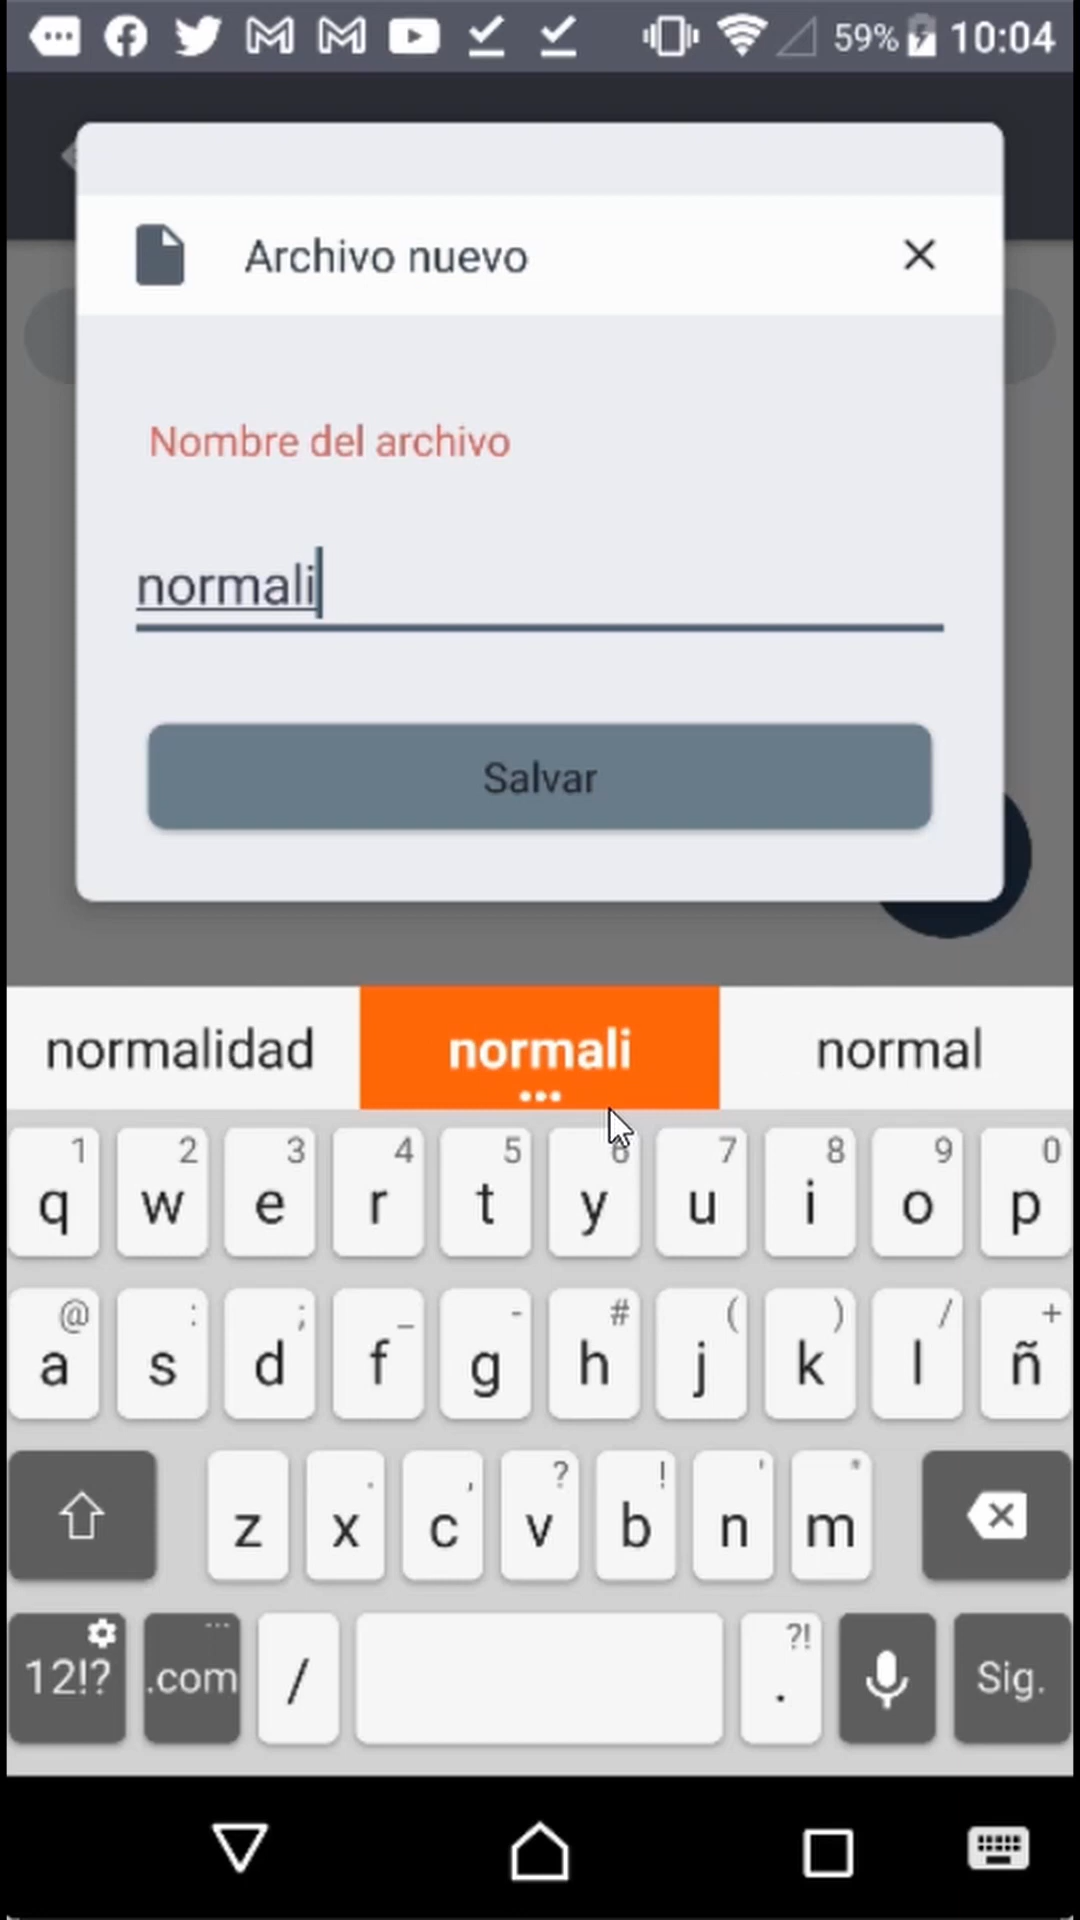 59% 10:04
Archivo nuevo
Nombre del archivo
normali
Salvar
normalidad normali normal
1 2 3 4 5 6 7 8 9 0
q w e r t y u i o p
@ : ; _ - # ( ) / +
a s d f g h j k l ñ
. , ? ! ' "
z x c v b n m
... ?!
12!? .com / . Sig.